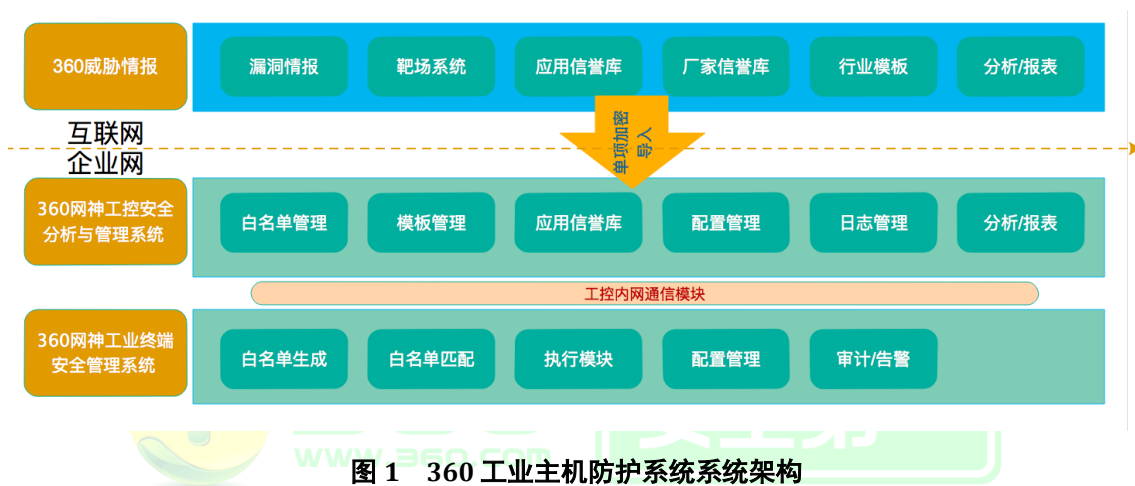 360威胁情报
漏洞情报
靶场系统
应用信誉库
厂家信誉库
行业模板
分析/报表
单项加密
导入
互联网
企业网
360网神工控安全
分析与管理系统
白名单管理
模板管理
应用信誉库
配置管理
日志管理
分析/报表
工控内网通信模块
360网神工业终端
安全管理系统
白名单生成
白名单匹配
执行模块
配置管理
审计/告警
www.360.com
图 1 360 工业主机防护系统系统架构